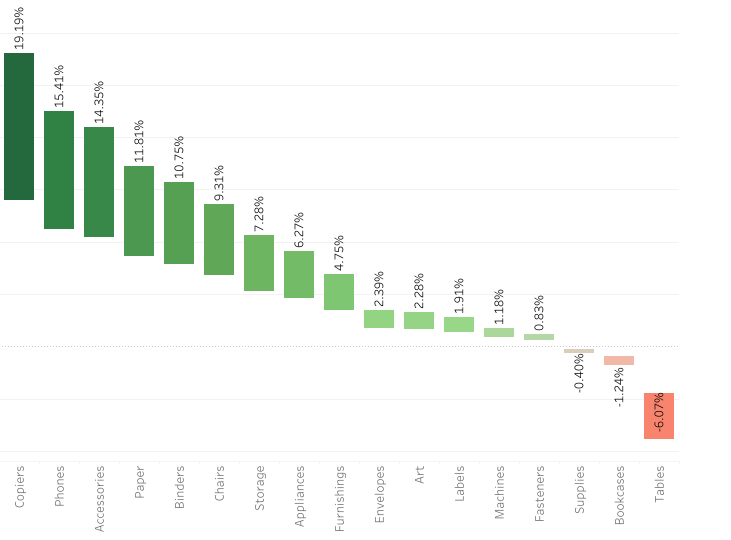 19.19%
15.41%
14.35%
11.81%
10.75%
9.31%
7.28%
6.27%
4.75%
2.39%
2.28%
1.91%
1.18%
0.83%
-0.40%
-1.24%
-6.07%
Copiers
Phones
Accessories
Paper
Binders
Chairs
Storage
Appliances
Furnishings
Envelopes
Art
Labels
Machines
Fasteners
Supplies
Bookcases
Tables